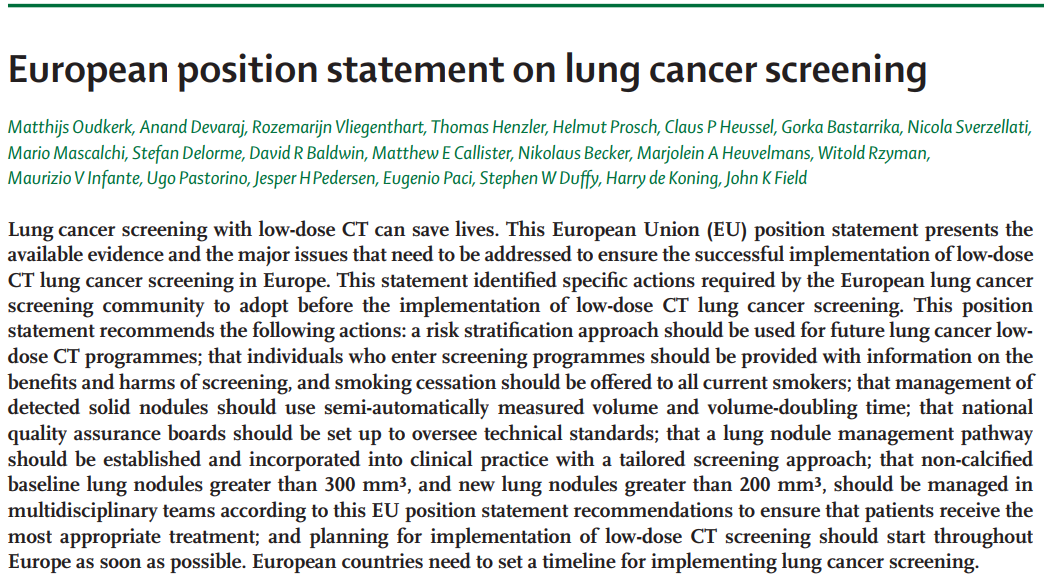 European position statement on lung cancer screening
Matthijs Oudkerk, Anand Devaraj, Rozemarijn Vliegenthart, Thomas Henzler, Helmut Prosch, Claus P Heussel, Gorka Bastarrika, Nicola Sverzellati,
Mario Mascalchi, Stefan Delorme, David R Baldwin, Matthew E Callister, Nikolaus Becker, Marjolein A Heuvelmans, Witold Rzyman,
Maurizio V Infante, Ugo Pastorino, Jesper H Pedersen, Eugenio Paci, Stephen W Duffy, Harry de Koning, John K Field
Lung cancer screening with low-dose CT can save lives. This European Union (EU) position statement presents the
available evidence and the major issues that need to be addressed to ensure the successful implementation of low-dose
CT lung cancer screening in Europe. This statement identified specific actions required by the European lung cancer
screening community to adopt before the implementation of low-dose CT lung cancer screening. This position
statement recommends the following actions: a risk stratification approach should be used for future lung cancer low-
dose CT programmes; that individuals who enter screening programmes should be provided with information on the
benefits and harms of screening, and smoking cessation should be offered to all current smokers; that management of
detected solid nodules should use semi-automatically measured volume and volume-doubling time; that national
quality assurance boards should be set up to oversee technical standards; that a lung nodule management pathway
should be established and incorporated into clinical practice with a tailored screening approach; that non-calcified
baseline lung nodules greater than 300 mm³, and new lung nodules greater than 200 mm³, should be managed in
multidisciplinary teams according to this EU position statement recommendations to ensure that patients receive the
most appropriate treatment; and planning for implementation of low-dose CT screening should start throughout
Europe as soon as possible. European countries need to set a timeline for implementing lung cancer screening.